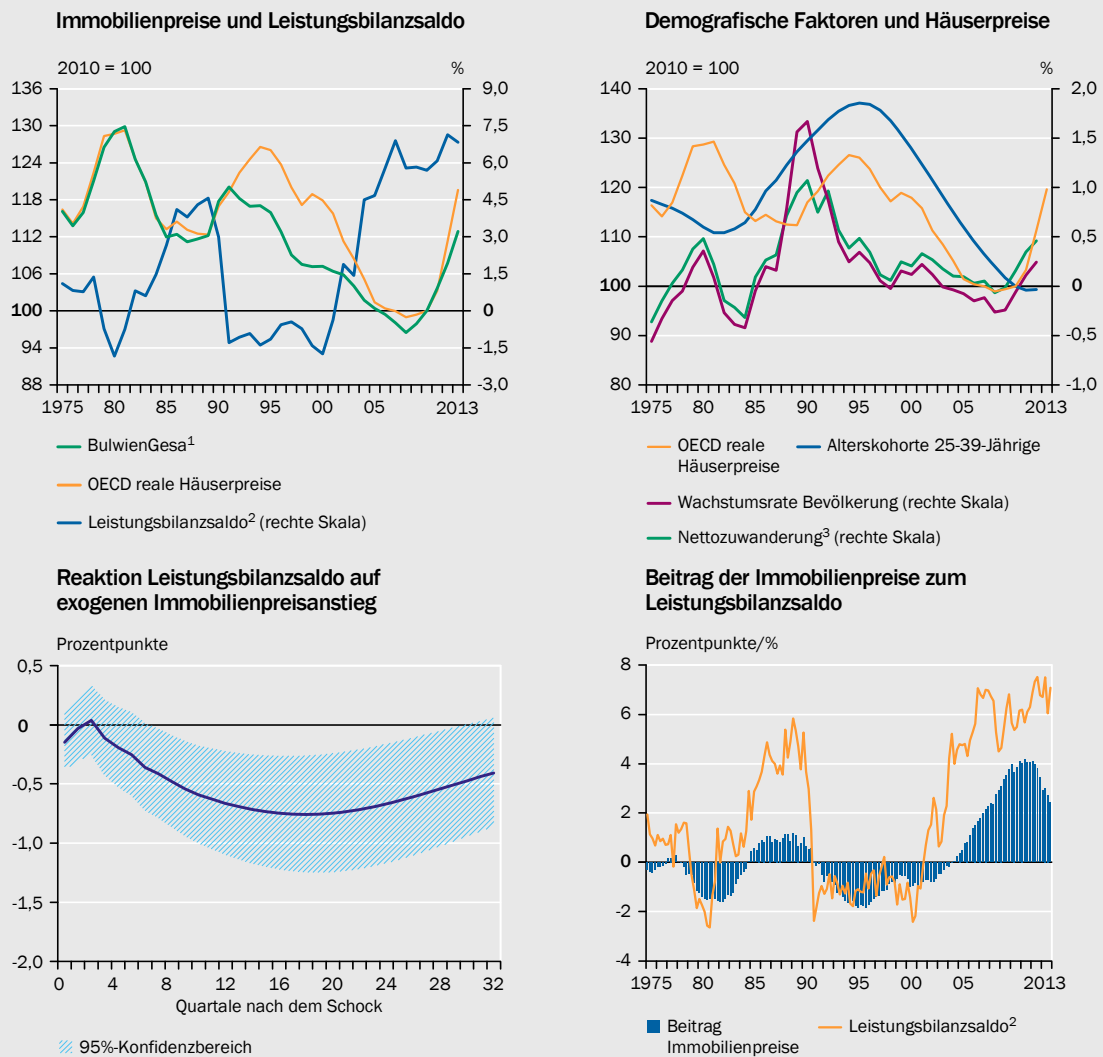 Immobilienpreise und Leistungsbilanzsaldo
2010 = 100
%
136
130
124
118
112
106
100
94
88
9,0
7,5
6,0
4,5
3,0
1,5
0
-1,5
-3,0
1975 80 85 90 95 00 05 2013
BulwienGesa¹
OECD reale Häuserpreise
Leistungsbilanzsaldo² (rechte Skala)
Demografische Faktoren und Häuserpreise
2010 = 100
%
140
130
120
110
100
90
80
2,0
1,5
1,0
0,5
0
-0,5
-1,0
1975 80 85 90 95 00 05 2013
OECD reale
Häuserpreise
Alterskohorte 25-39-Jährige
Wachstumsrate Bevölkerung (rechte Skala)
Nettozuwanderung³ (rechte Skala)
Reaktion Leistungsbilanzsaldo auf
exogenen Immobilienpreisanstieg
Prozentpunkte
0,5
0
-0,5
-1,0
-1,5
-2,0
0 4 8 12 16 20 24 28 32
Quartale nach dem Schock
95%-Konfidenzbereich
Beitrag der Immobilienpreise zum
Leistungsbilanzsaldo
Prozentpunkte/%
8
6
4
2
0
-2
-4
1975 80 85 90 95 00 05 2013
Beitrag
Immobilienpreise
Leistungsbilanzsaldo²